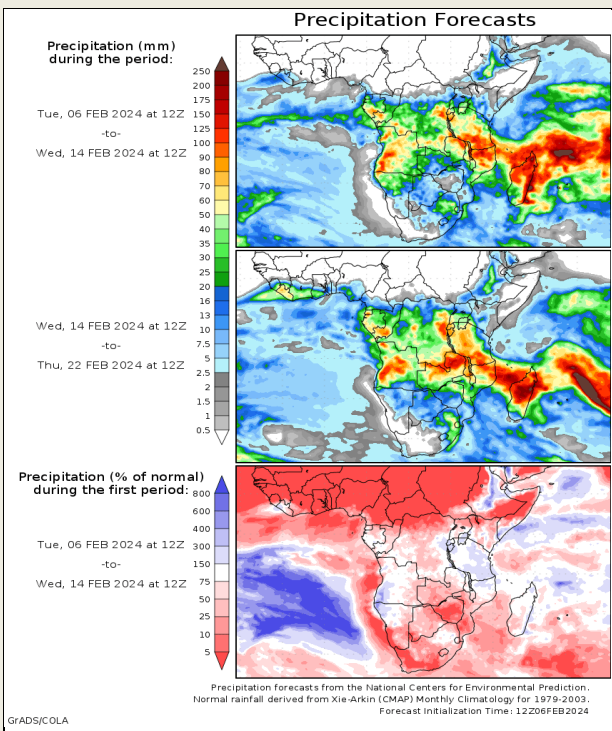 Precipitation Forecasts
Precipitation (mm)
during the period:
Tue, 06 FEB 2024 at 12Z
-to-
Wed, 14 FEB 2024 at 12Z
250
200
175
150
125
100
90
80
70
60
50
40
35
30
25
20
16
13
10
7.5
5
2.5
2
1.5
1
0.5
Wed, 14 FEB 2024 at 12Z
-to-
Thu, 22 FEB 2024 at 12Z
Precipitation (% of normal)
during the first period:
Tue, 06 FEB 2024 at 12Z
-to-
Wed, 14 FEB 2024 at 12Z
800
600
400
300
150
75
50
25
10
5
Precipitation forecasts from the National Centers for Environmental Prediction.
Normal rainfall derived from Xie-Arkin (CMAP) Monthly Climatology for 1979-2003.
Forecast Initialization Time: 12Z06FEB2024
GrADS/COLA